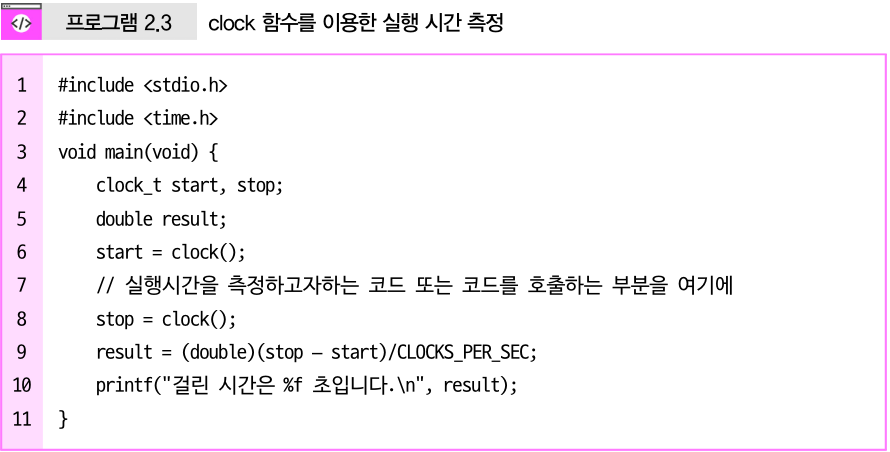 </> 프로그램 2.3 clock 함수를 이용한 실행 시간 측정
1 #include <stdio.h>
2 #include <time.h>
3 void main(void) {
4 clock_t start, stop;
5 double result;
6 start = clock();
7 // 실행시간을 측정하고자하는 코드 또는 코드를 호출하는 부분을 여기에
8 stop = clock();
9 result = (double)(stop – start)/CLOCKS_PER_SEC;
10 printf("걸린 시간은 %f 초입니다.\n", result);
11 }